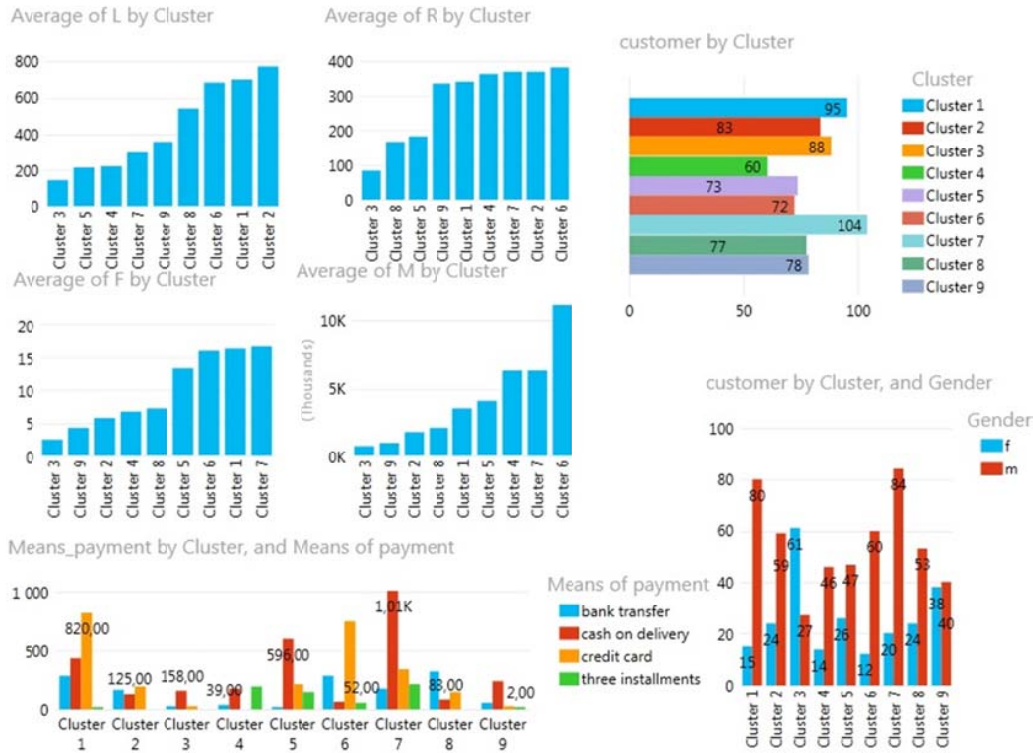 Average of L by Cluster
800
600
400
200
0
Cluster 3
Cluster 5
Cluster 4
Cluster 7
Cluster 9
Cluster 8
Cluster 6
Cluster 1
Cluster 2
Average of R by Cluster
400
300
200
100
0
Cluster 3
Cluster 8
Cluster 5
Cluster 9
Cluster 1
Cluster 4
Cluster 7
Cluster 2
Cluster 6
customer by Cluster
95
83
88
60
73
72
104
77
78
0 50 100
Cluster
Cluster 1
Cluster 2
Cluster 3
Cluster 4
Cluster 5
Cluster 6
Cluster 7
Cluster 8
Cluster 9
Average of F by Cluster
20
15
10
5
0
Cluster 3
Cluster 9
Cluster 2
Cluster 4
Cluster 8
Cluster 5
Cluster 6
Cluster 1
Cluster 7
Average of M by Cluster
(Thousands)
10K
5K
0K
Cluster 3
Cluster 9
Cluster 2
Cluster 8
Cluster 1
Cluster 5
Cluster 4
Cluster 7
Cluster 6
customer by Cluster, and Gender
Gender
f
m
100
80
60
40
20
0
15
80
24
59
61
27
14
46
26
47
12
60
20
84
24
53
38
40
Cluster 1
Cluster 2
Cluster 3
Cluster 4
Cluster 5
Cluster 6
Cluster 7
Cluster 8
Cluster 9
Means_payment by Cluster, and Means of payment
1 000
500
0
820,00
125,00
158,00
39,00
596,00
52,00
1,01K
83,00
2,00
Cluster 1
Cluster 2
Cluster 3
Cluster 4
Cluster 5
Cluster 6
Cluster 7
Cluster 8
Cluster 9
Means of payment
bank transfer
cash on delivery
credit card
three installments